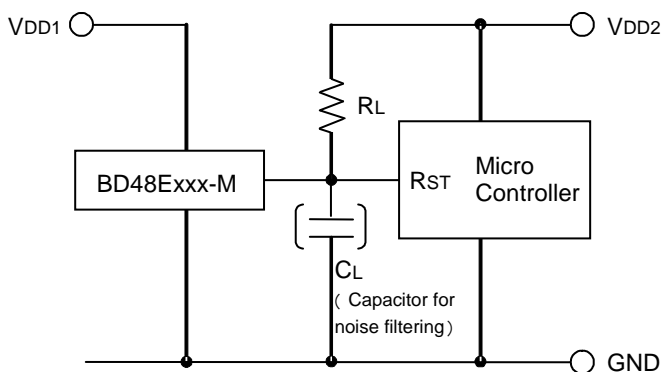 VDD1
VDD2
RL
BD48Exxx-M
RST
Micro
Controller
CL
( Capacitor for
noise filtering )
GND